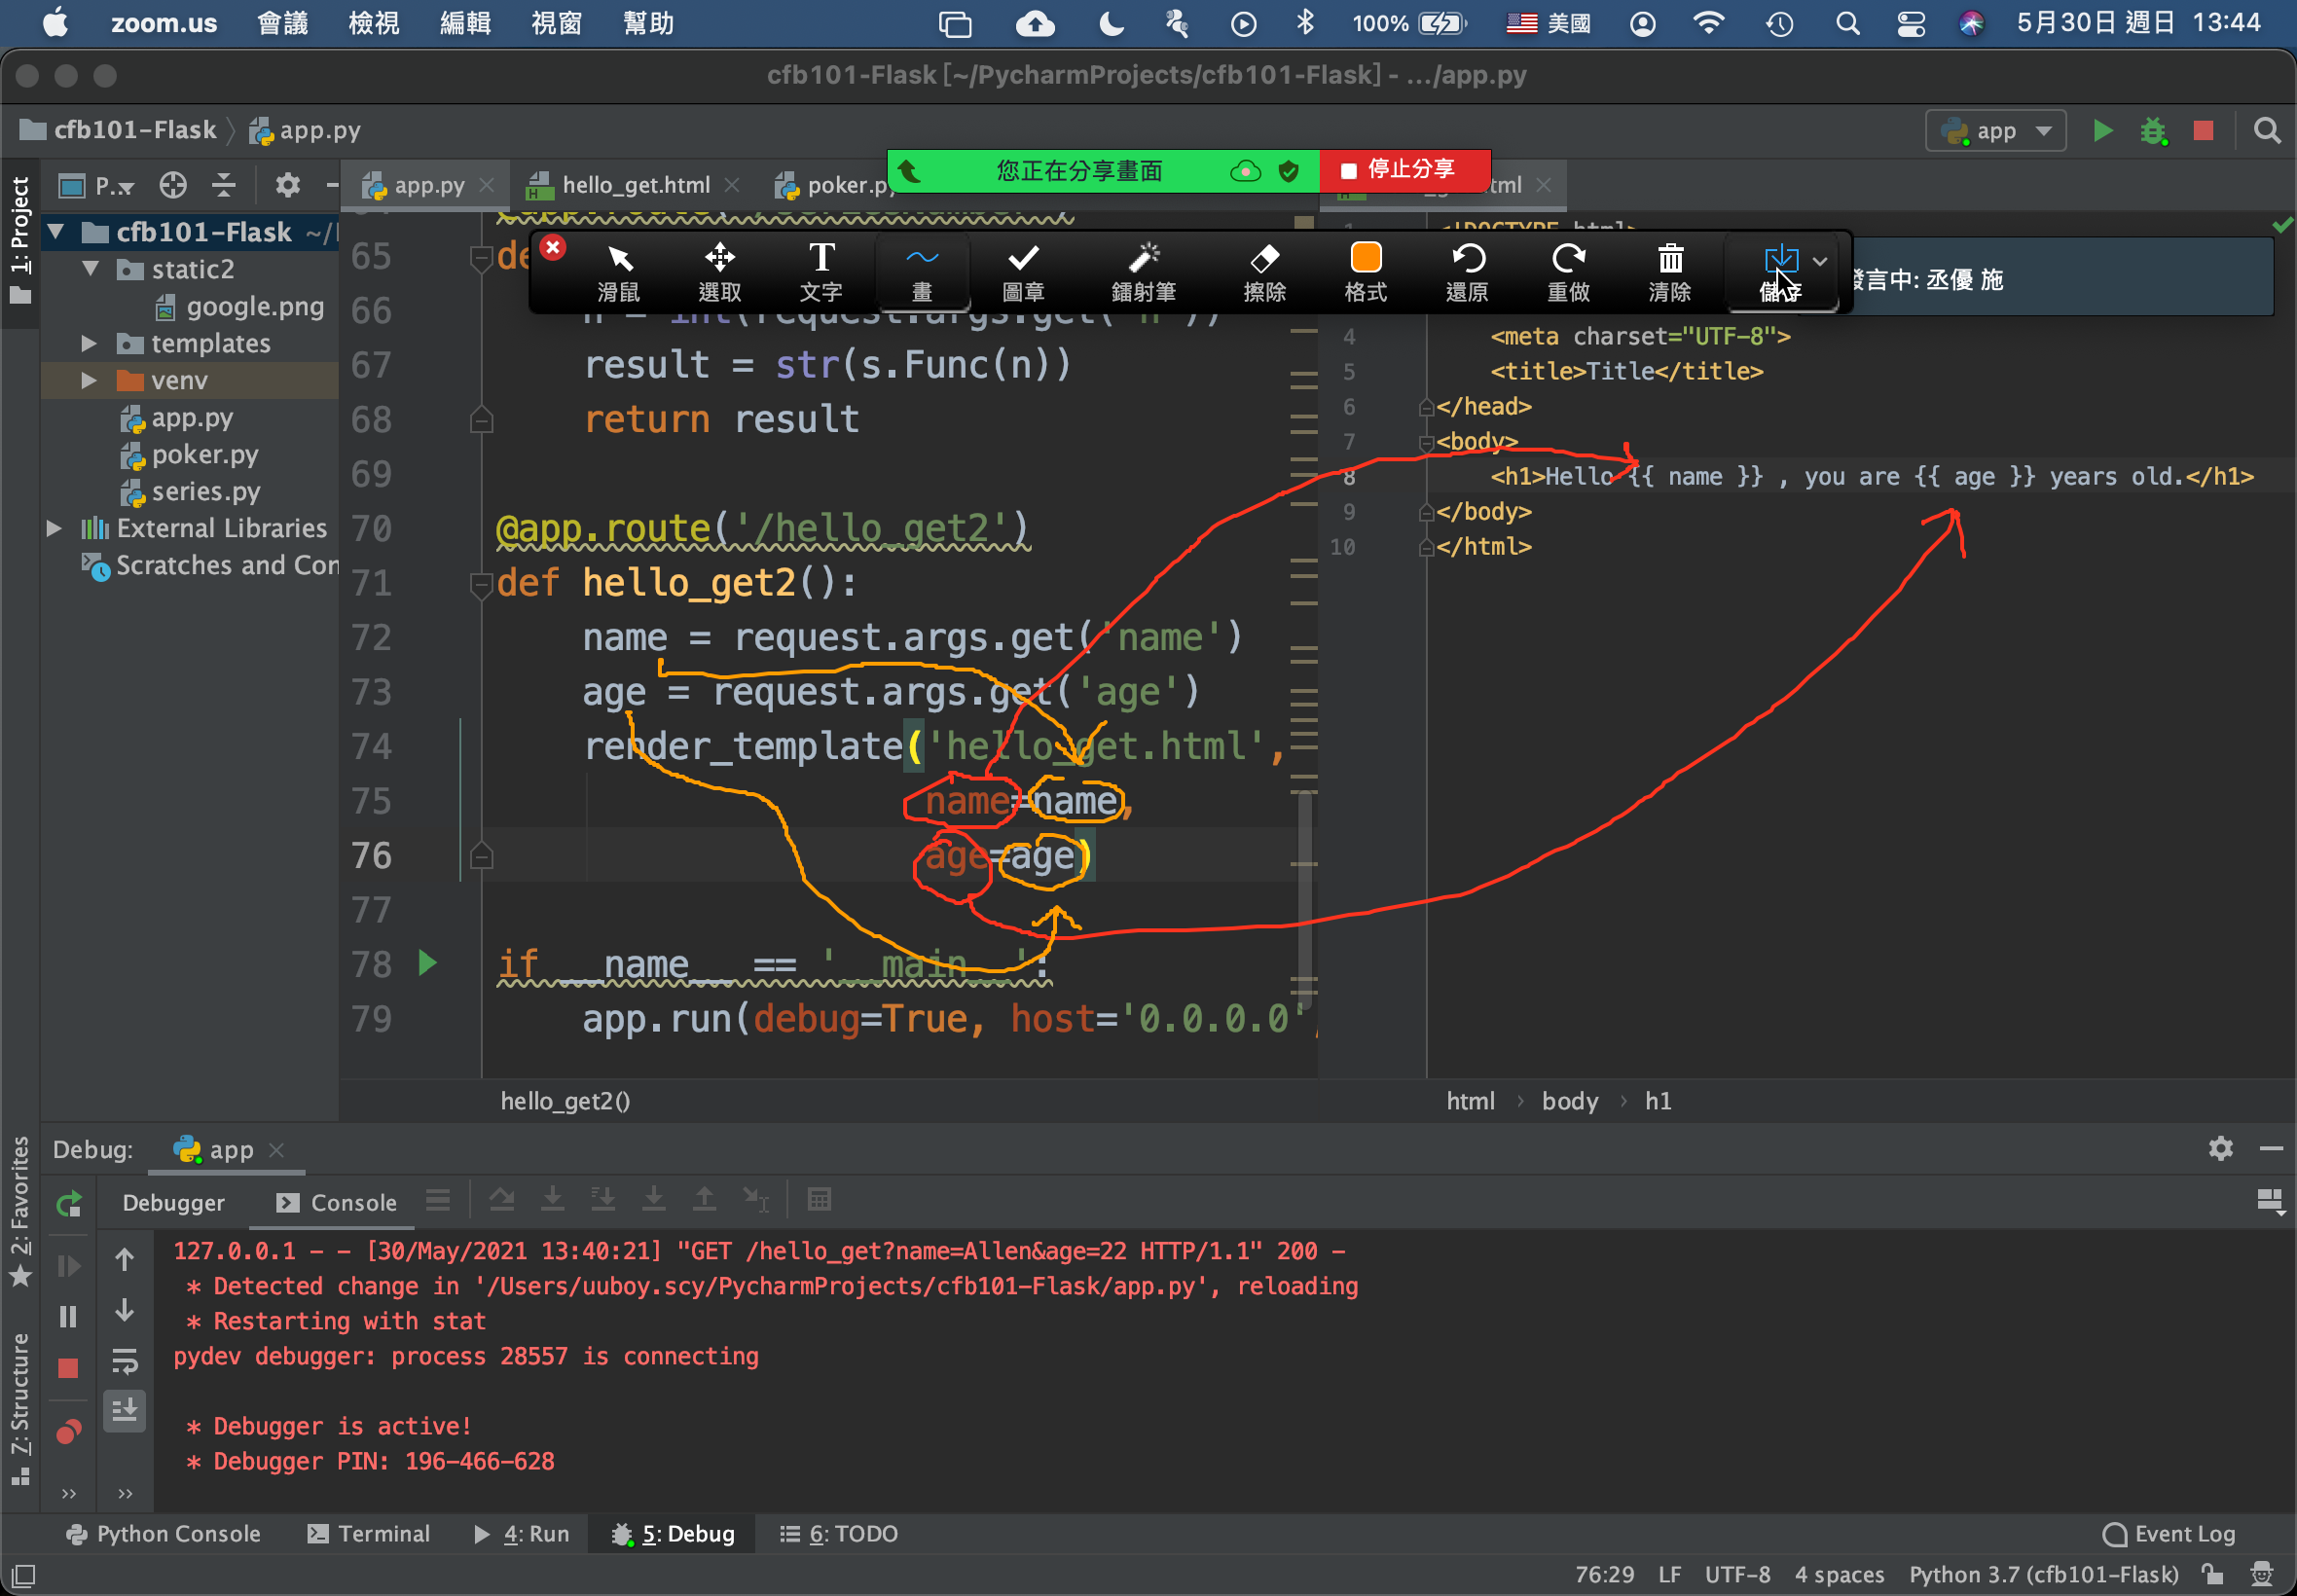 zoom.us 會議 檢視 編輯 視窗 幫助 100% 美國 5月30日 週日 13:44
cfb101-Flask [~/PycharmProjects/cfb101-Flask] - .../app.py
cfb101-Flask app.py app
您正在分享畫面 停止分享
1: Project P... app.py hello_get.html poker.p
cfb101-Flask ~/
static2
google.png
templates
venv
app.py
poker.py
series.py
External Libraries
Scratches and Con
滑鼠 選取 文字 畫 圖章 鐳射筆 擦除 格式 還原 重做 清除 儲存
發言中: 丞優 施
65 de
66 n = int(request.args.get('n'))
67 result = str(s.Func(n))
68 return result
69
70 @app.route('/hello_get2')
71 def hello_get2():
72 name = request.args.get('name')
73 age = request.args.get('age')
74 render_template('hello_get.html',
75 name=name,
76 age=age)
77
78 if __name__ == '__main__':
79 app.run(debug=True, host='0.0.0.0',
hello_get2()
1 <!DOCTYPE html>
4 <meta charset="UTF-8">
5 <title>Title</title>
6 </head>
7 <body>
8 <h1>Hello {{ name }} , you are {{ age }} years old.</h1>
9 </body>
10 </html>
html › body › h1
Debug: app
Debugger Console
127.0.0.1 - - [30/May/2021 13:40:21] "GET /hello_get?name=Allen&age=22 HTTP/1.1" 200 -
* Detected change in '/Users/uuboy.scy/PycharmProjects/cfb101-Flask/app.py', reloading
* Restarting with stat
pydev debugger: process 28557 is connecting
* Debugger is active!
* Debugger PIN: 196-466-628
2: Favorites
7: Structure
Python Console Terminal 4: Run 5: Debug 6: TODO Event Log
76:29 LF UTF-8 4 spaces Python 3.7 (cfb101-Flask)